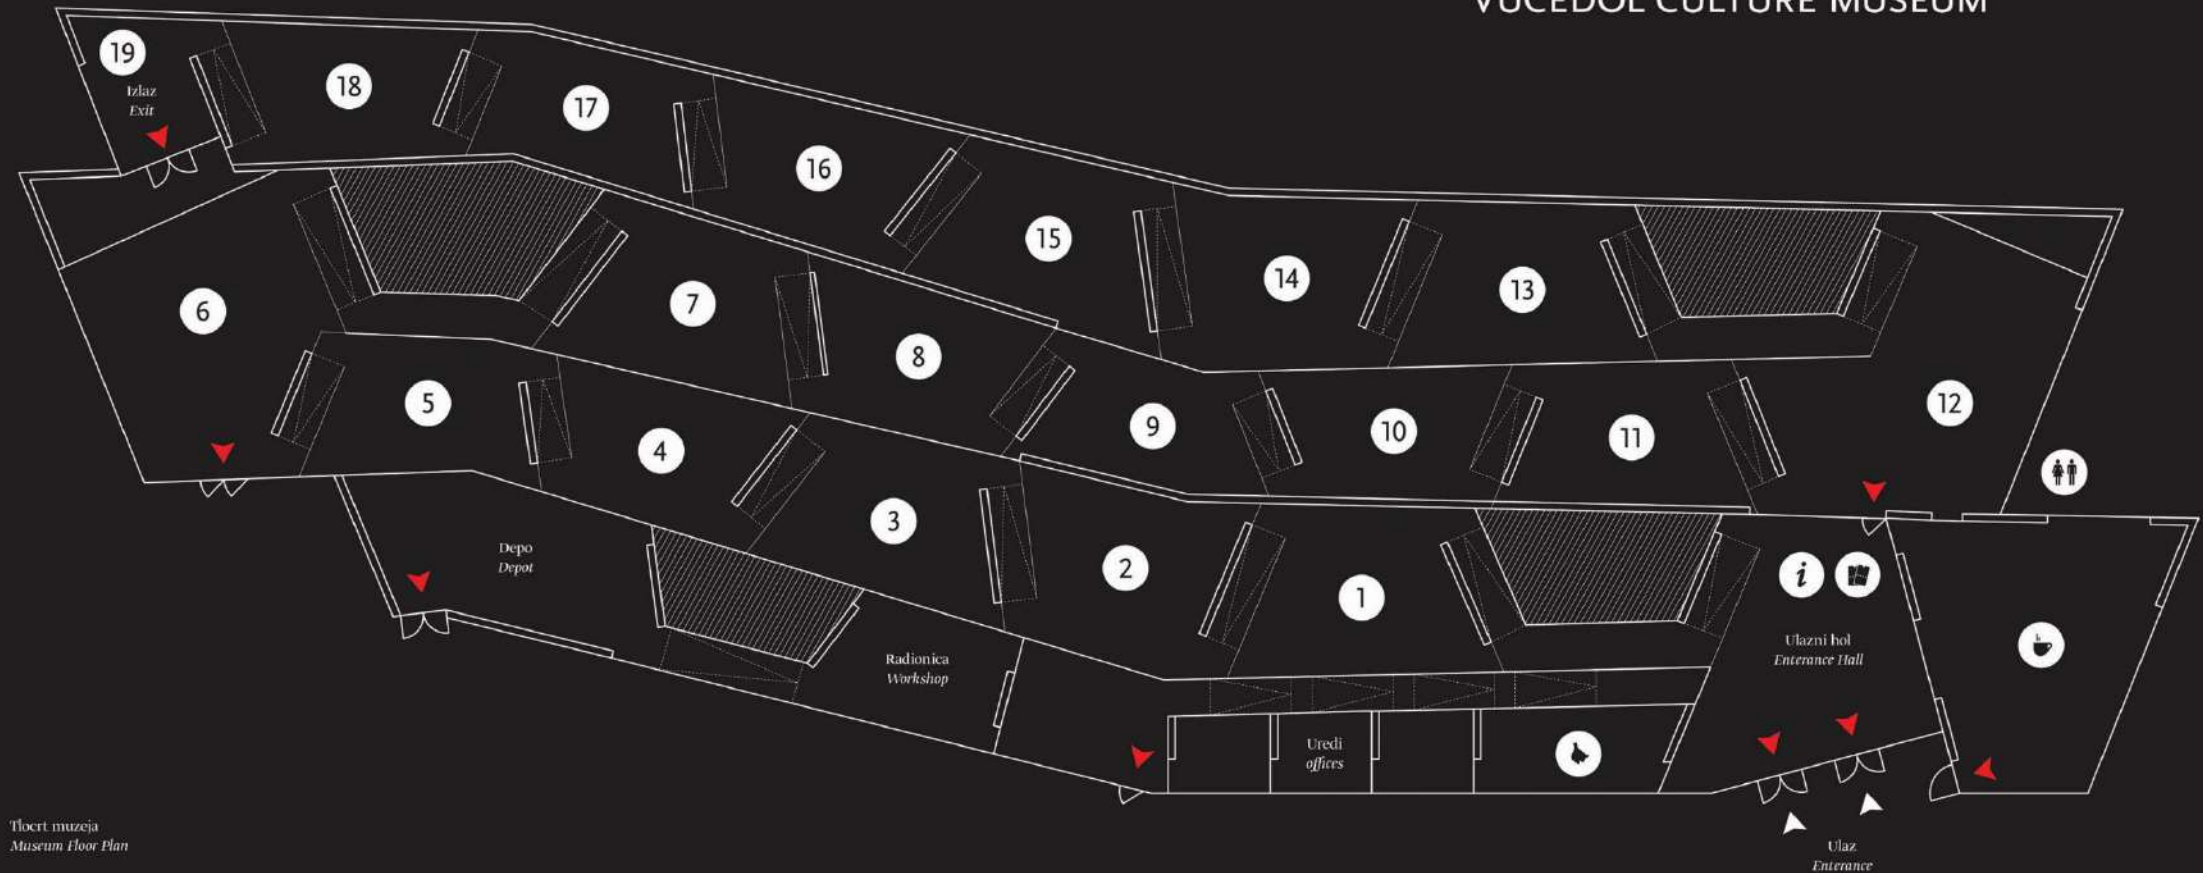 VUČEDOL CULTURE MUSEUM
19
Izlaz
Exit
18
17
16
15
14
13
6
7
8
9
10
11
12
5
4
3
2
1
i
Depo
Depot
Radionica
Workshop
Uredi
offices
Ulazni hol
Enterance Hall
Ulaz
Enterance
Tlocrt muzeja
Museum Floor Plan